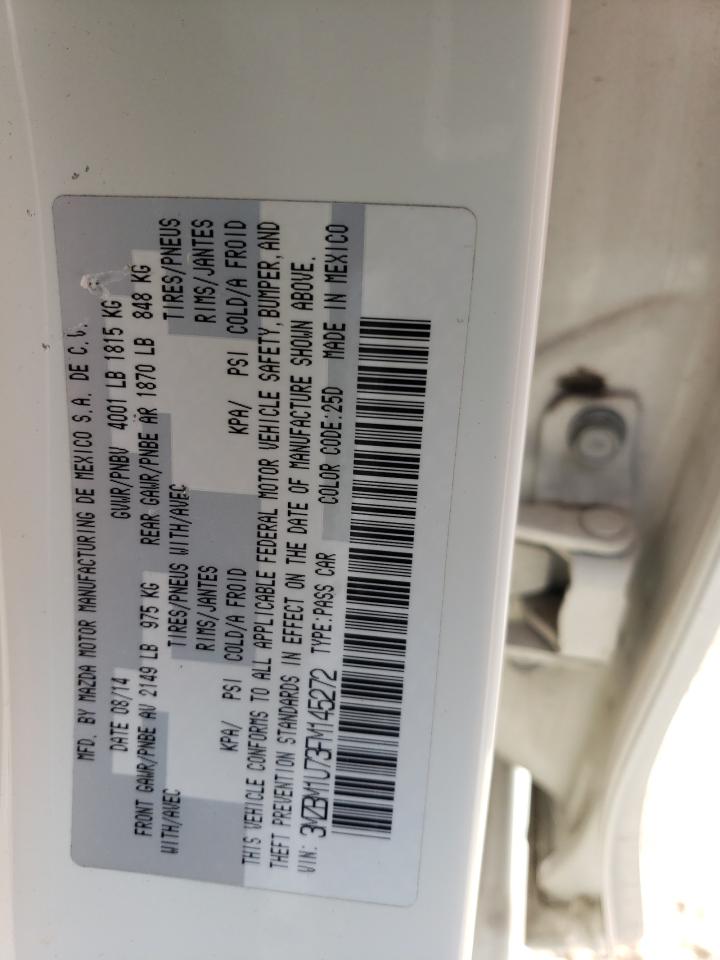 MFD. BY MAZDA MOTOR MANUFACTURING DE MEXICO S.A. DE C.V.
DATE 08/14 GVWR/PNBV 4001 LB 1815 KG
FRONT GAWR/PNBE AV 2149 LB 975 KG REAR GAWR/PNBE AR 1870 LB 848 KG
WITH/AVEC TIRES/PNEUS WITH/AVEC TIRES/PNEUS
RIMS/JANTES RIMS/JANTES
KPA/ PSI COLD/A FROID KPA/ PSI COLD/A FROID
THIS VEHICLE CONFORMS TO ALL APPLICABLE FEDERAL MOTOR VEHICLE SAFETY, BUMPER, AND
THEFT PREVENTION STANDARDS IN EFFECT ON THE DATE OF MANUFACTURE SHOWN ABOVE.
VIN: 3MZBM1U73FM145272 TYPE:PASS CAR COLOR CODE:25D MADE IN MEXICO